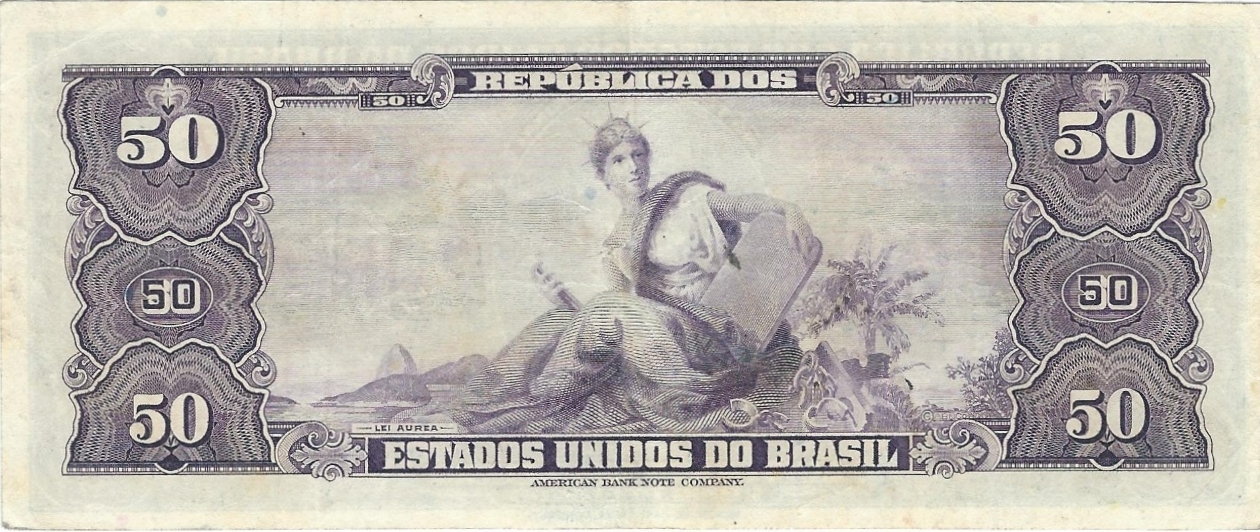 REPÚBLICA DOS
50 50
50 50
50 50
50 50
LEI AUREA
ESTADOS UNIDOS DO BRASIL
AMERICAN BANK NOTE COMPANY.